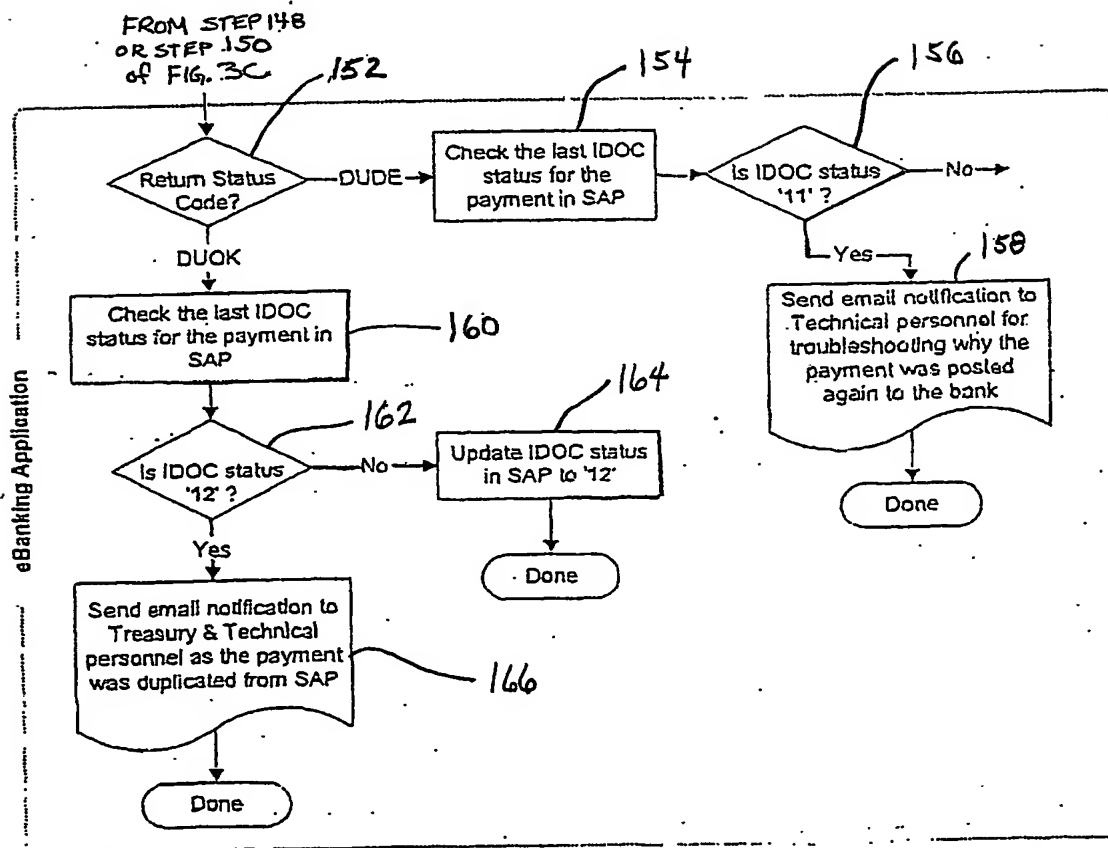 FROM STEP 148
OR STEP 150
of FIG. 3C
152
154
156
Return Status
Code?
DUDE
Check the last IDOC
status for the
payment in SAP
Is IDOC status
'11' ?
No
DUOK
Yes
158
Check the last IDOC
status for the payment in
SAP
160
Send email notification to
Technical personnel for
troubleshooting why the
payment was posted
again to the bank
162
164
Is IDOC status
'12' ?
No
Update IDOC status
in SAP to '12'
Done
Yes
Done
Send email notification to
Treasury & Technical
personnel as the payment
was duplicated from SAP
166
Done
eBanking Application